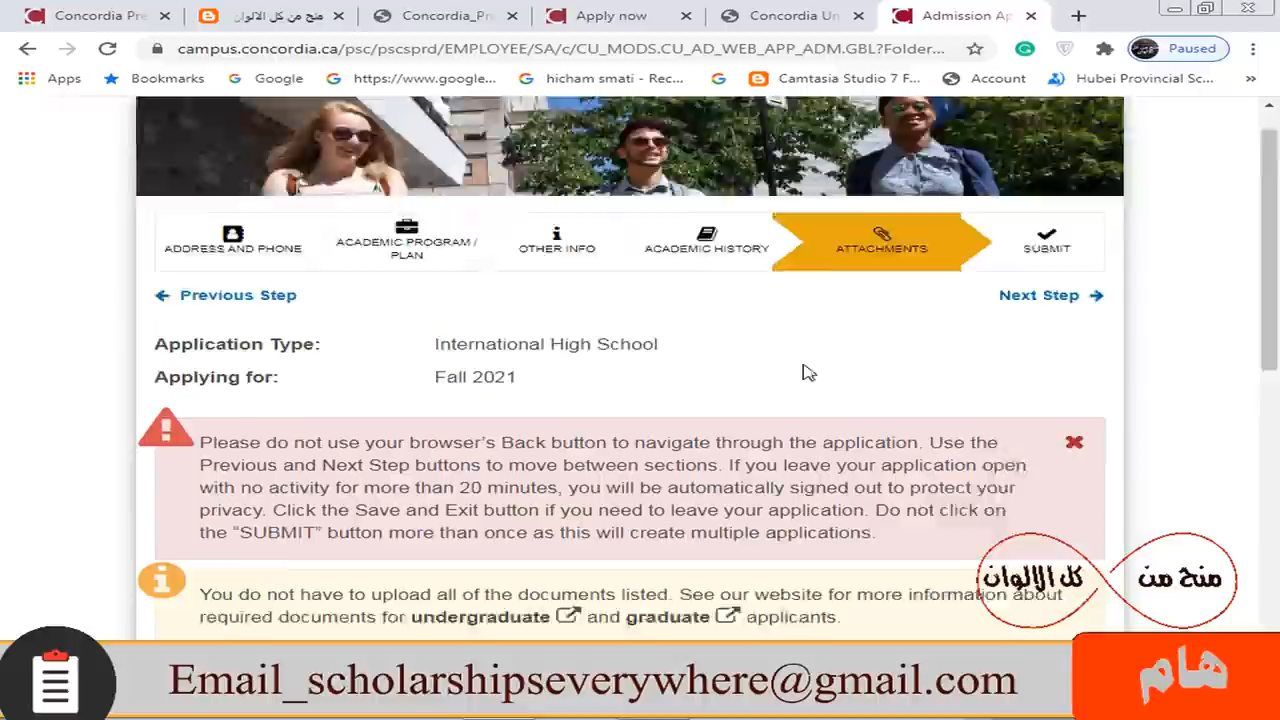 Concordia Pre
منح من كل الالوان
Concordia_Pr
Apply now
Concordia Un
Admission Ap
campus.concordia.ca/psc/pscsprd/EMPLOYEE/SA/c/CU_MODS.CU_AD_WEB_APP_ADM.GBL?Folder...
Paused
Apps
Bookmarks
Google
https://www.google...
hicham smati - Rec...
Camtasia Studio 7 F...
Account
Hubei Provincial Sc...
ADDRESS AND PHONE
ACADEMIC PROGRAM /
PLAN
OTHER INFO
ACADEMIC HISTORY
ATTACHMENTS
SUBMIT
Previous Step
Next Step
Application Type: International High School
Applying for: Fall 2021
Please do not use your browser's Back button to navigate through the application. Use the
Previous and Next Step buttons to move between sections. If you leave your application open
with no activity for more than 20 minutes, you will be automatically signed out to protect your
privacy. Click the Save and Exit button if you need to leave your application. Do not click on
the “SUBMIT” button more than once as this will create multiple applications.
You do not have to upload all of the documents listed. See our website for more information about
required documents for undergraduate and graduate applicants.
منح من كل الالوان
Email_scholarshipseverywhere@gmail.com
هام